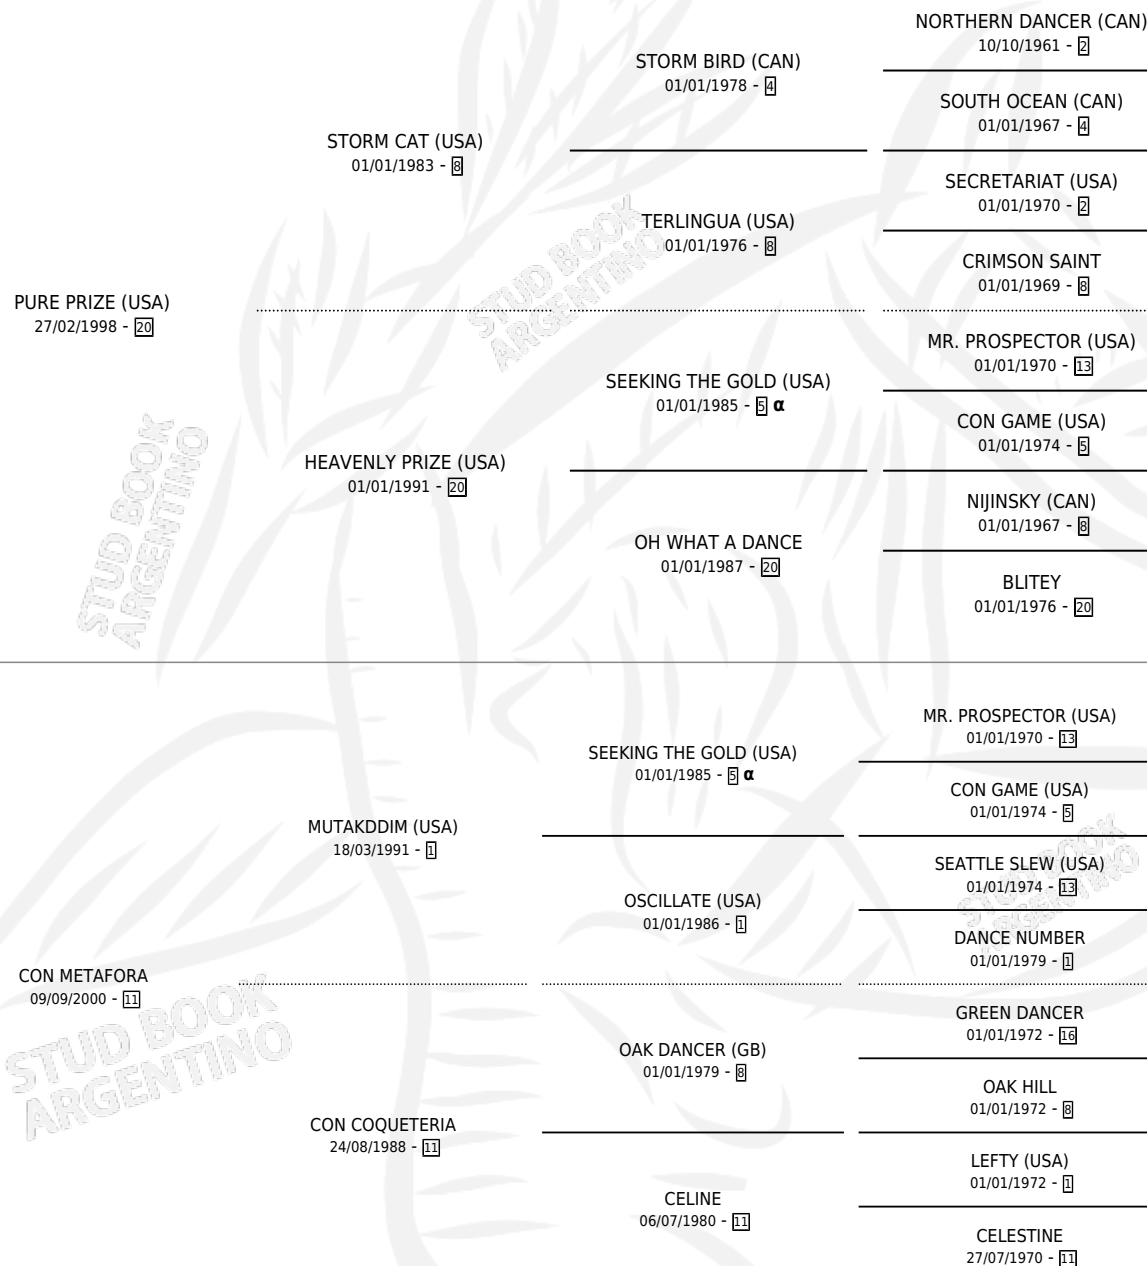 NORTHERN DANCER (CAN)
10/10/1961 - 2
STORM BIRD (CAN)
01/01/1978 - 4
SOUTH OCEAN (CAN)
01/01/1967 - 4
STORM CAT (USA)
01/01/1983 - 8
SECRETARIAT (USA)
01/01/1970 - 2
TERLINGUA (USA)
01/01/1976 - 8
CRIMSON SAINT
01/01/1969 - 8
PURE PRIZE (USA)
27/02/1998 - 20
MR. PROSPECTOR (USA)
01/01/1970 - 13
SEEKING THE GOLD (USA)
01/01/1985 - 5 α
CON GAME (USA)
01/01/1974 - 5
HEAVENLY PRIZE (USA)
01/01/1991 - 20
NIJINSKY (CAN)
01/01/1967 - 8
OH WHAT A DANCE
01/01/1987 - 20
BLITEY
01/01/1976 - 20
MR. PROSPECTOR (USA)
01/01/1970 - 13
SEEKING THE GOLD (USA)
01/01/1985 - 5 α
CON GAME (USA)
01/01/1974 - 5
MUTAKDDIM (USA)
18/03/1991 - 1
SEATTLE SLEW (USA)
01/01/1974 - 13
OSCILLATE (USA)
01/01/1986 - 1
DANCE NUMBER
01/01/1979 - 1
CON METAFORA
09/09/2000 - 11
GREEN DANCER
01/01/1972 - 16
OAK DANCER (GB)
01/01/1979 - 8
OAK HILL
01/01/1972 - 8
CON COQUETERIA
24/08/1988 - 11
LEFTY (USA)
01/01/1972 - 1
CELINE
06/07/1980 - 11
CELESTINE
27/07/1970 - 11
STUD BOOK
ARGENTINO
STUD BOOK
ARGENTINO
STUD BOOK
ARGENTINO
STUD BOOK
ARGENTINO